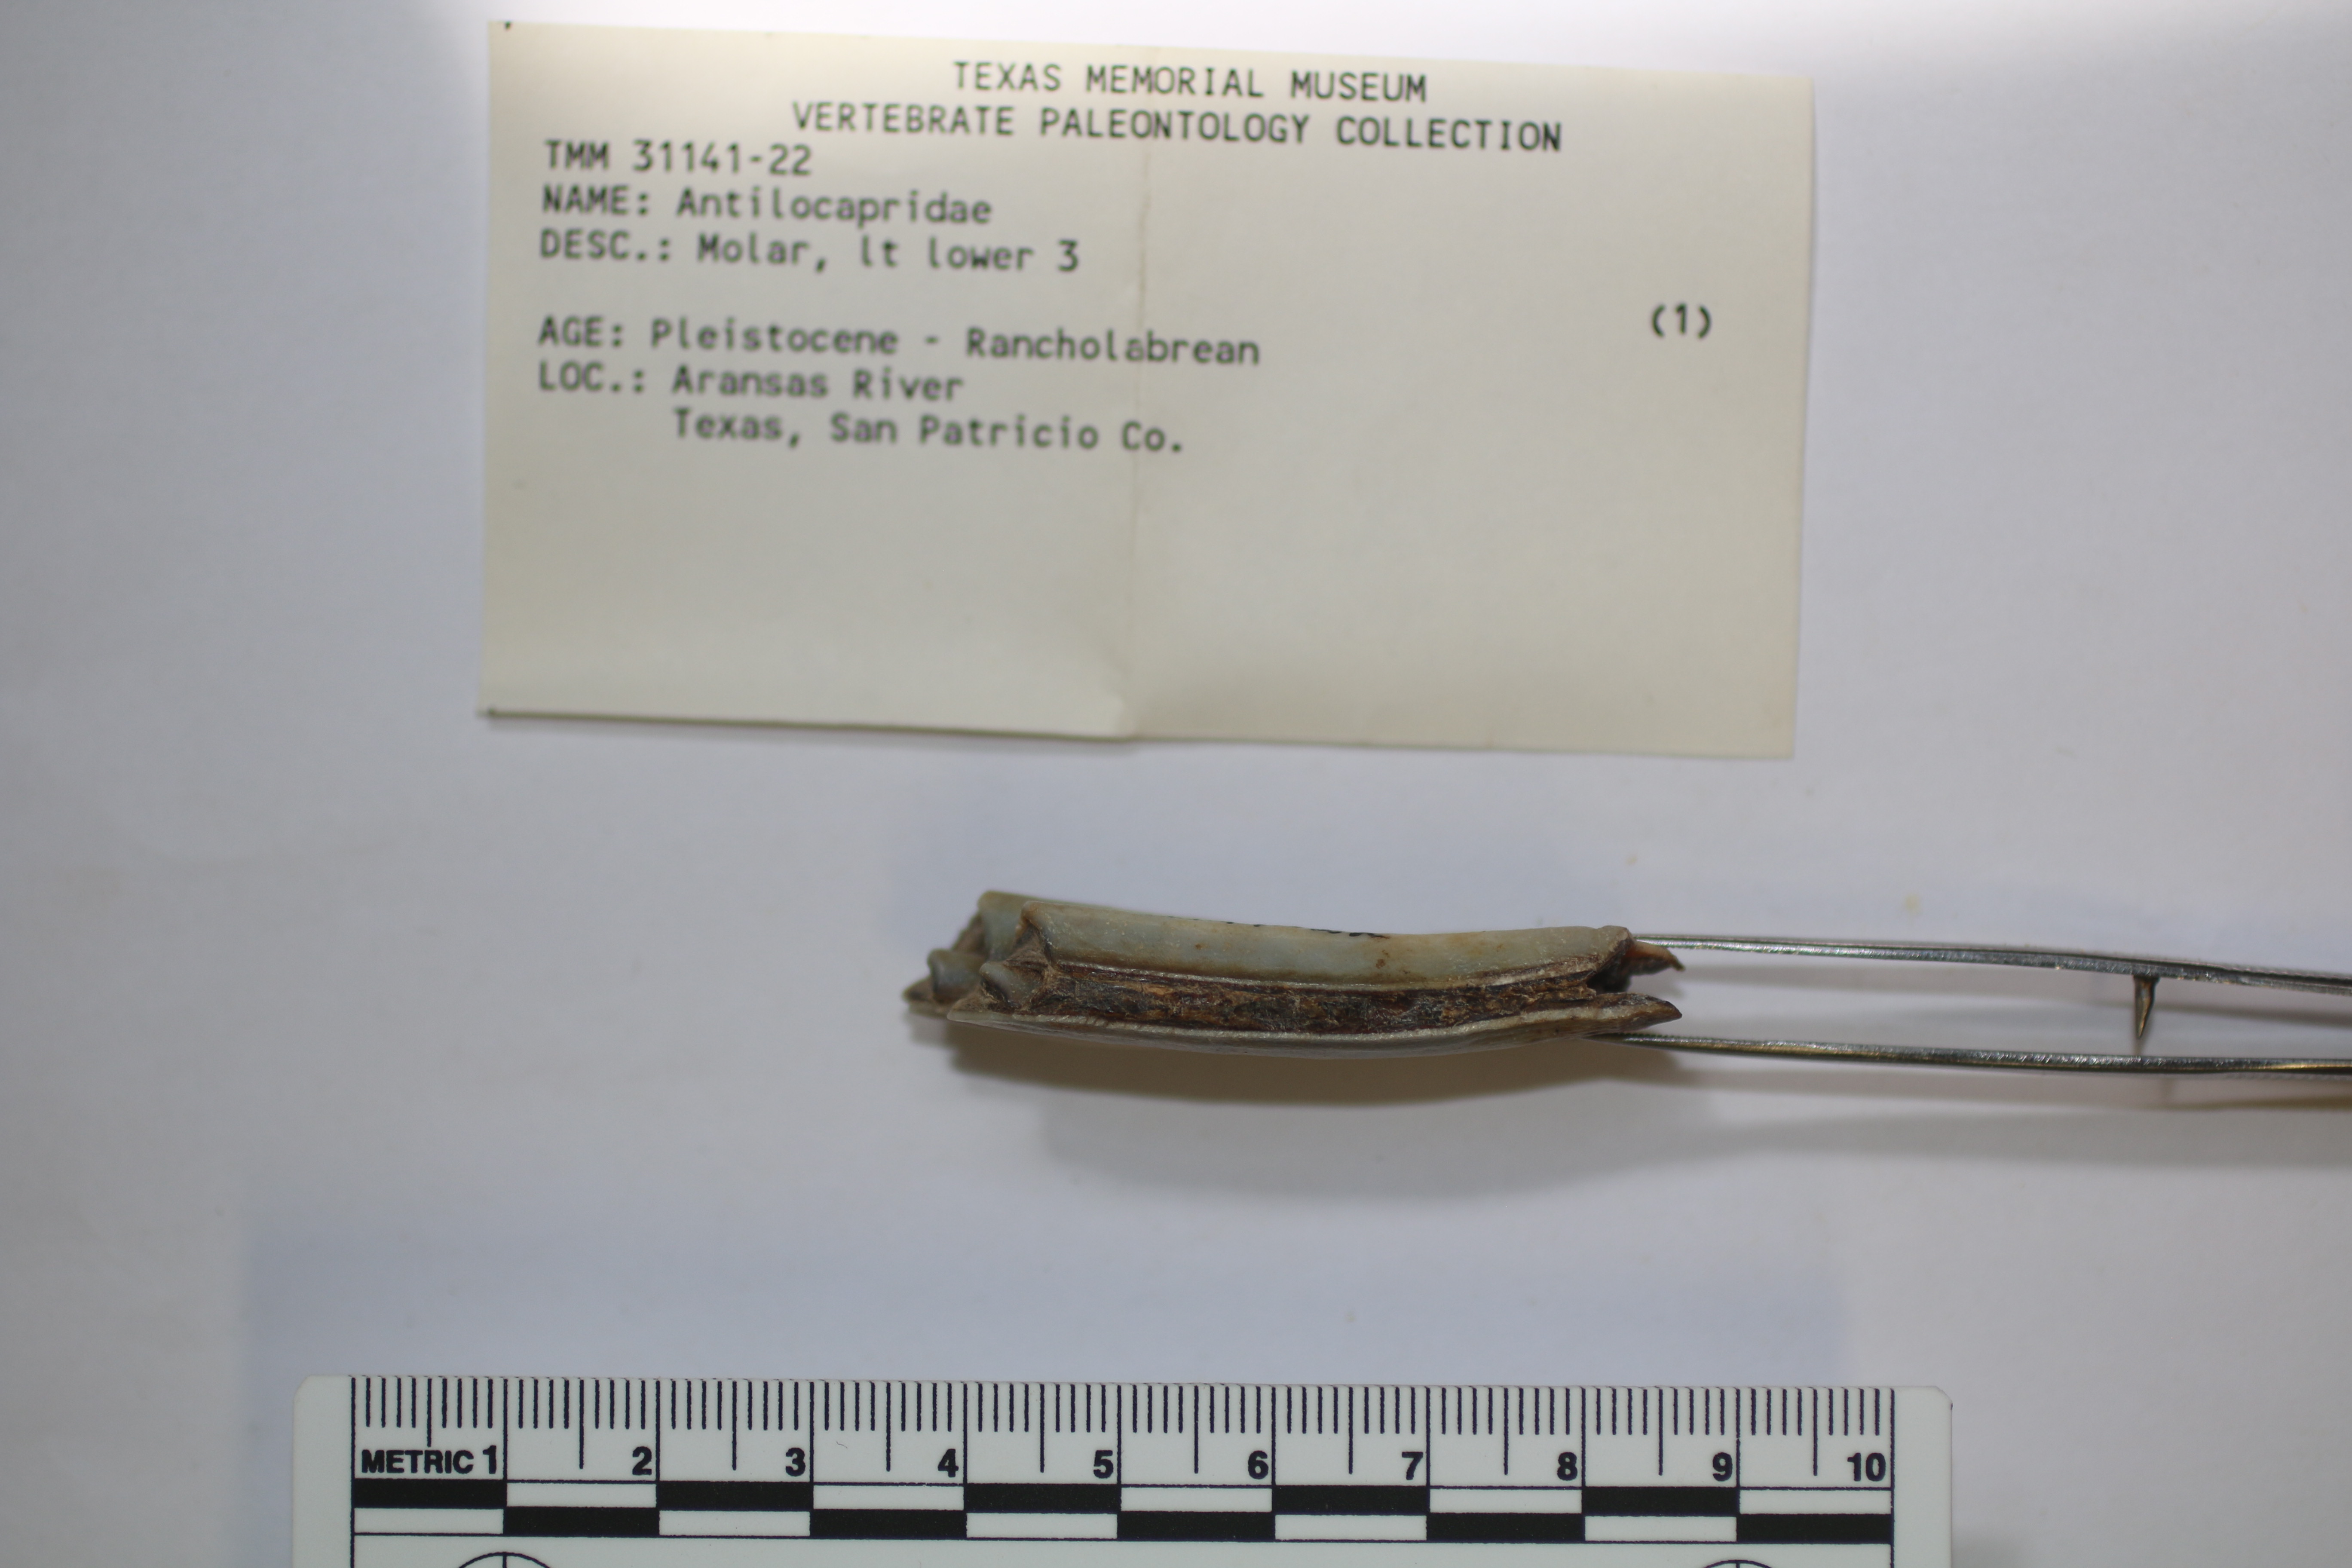 TEXAS MEMORIAL MUSEUM
VERTEBRATE PALEONTOLOGY COLLECTION
TMM 31141-22
NAME: Antilocapridae
DESC.: Molar, lt lower 3
(1)
AGE: Pleistocene - Rancholabrean
LOC.: Aransas River
Texas, San Patricio Co.
METRIC 1 2 3 4 5 6 7 8 9 10